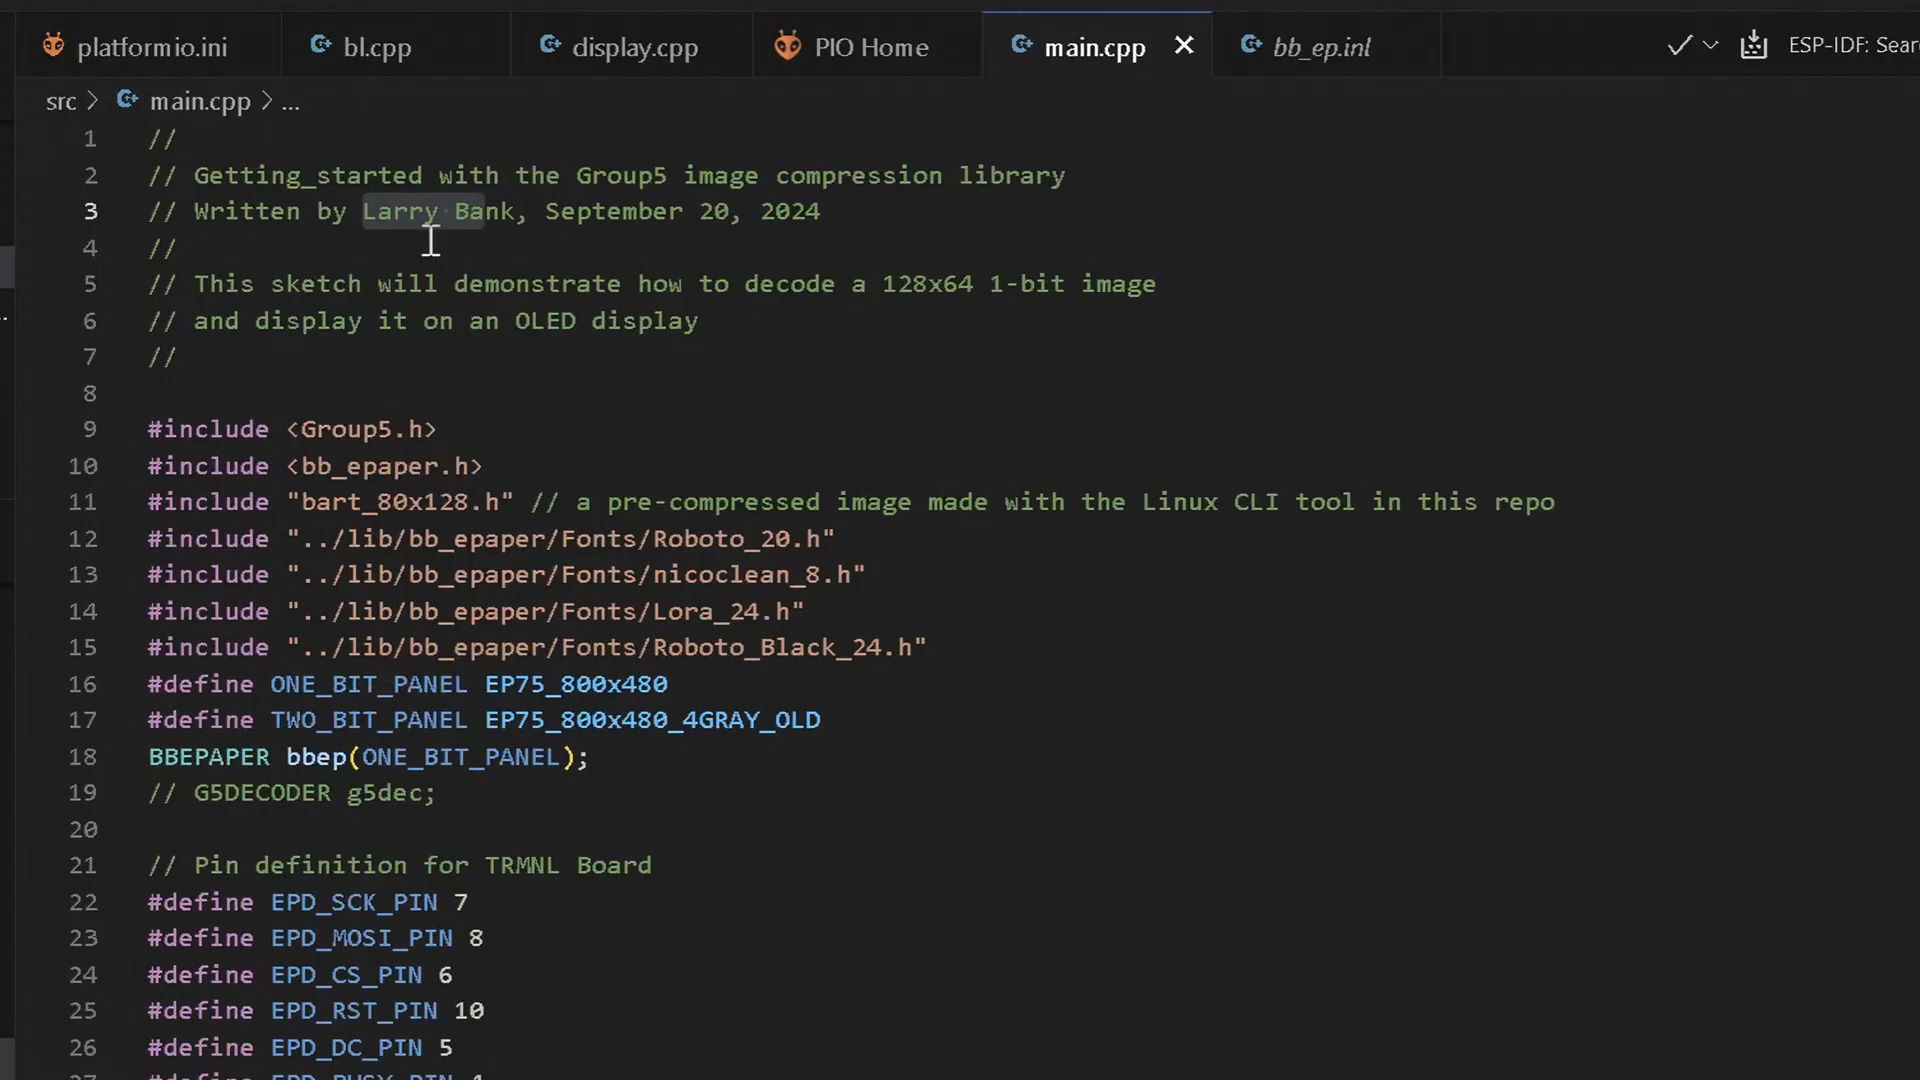 platformio.ini bl.cpp display.cpp PIO Home main.cpp bb_ep.inl ESP-IDF: Sear
src > main.cpp > ...
1 //
2 // Getting_started with the Group5 image compression library
3 // Written by Larry Bank, September 20, 2024
4 //
5 // This sketch will demonstrate how to decode a 128x64 1-bit image
6 // and display it on an OLED display
7 //
8
9 #include <Group5.h>
10 #include <bb_epaper.h>
11 #include "bart_80x128.h" // a pre-compressed image made with the Linux CLI tool in this repo
12 #include "../lib/bb_epaper/Fonts/Roboto_20.h"
13 #include "../lib/bb_epaper/Fonts/nicoclean_8.h"
14 #include "../lib/bb_epaper/Fonts/Lora_24.h"
15 #include "../lib/bb_epaper/Fonts/Roboto_Black_24.h"
16 #define ONE_BIT_PANEL EP75_800x480
17 #define TWO_BIT_PANEL EP75_800x480_4GRAY_OLD
18 BBEPAPER bbep(ONE_BIT_PANEL);
19 // G5DECODER g5dec;
20
21 // Pin definition for TRMNL Board
22 #define EPD_SCK_PIN 7
23 #define EPD_MOSI_PIN 8
24 #define EPD_CS_PIN 6
25 #define EPD_RST_PIN 10
26 #define EPD_DC_PIN 5
27 #define EPD_BUSY_PIN